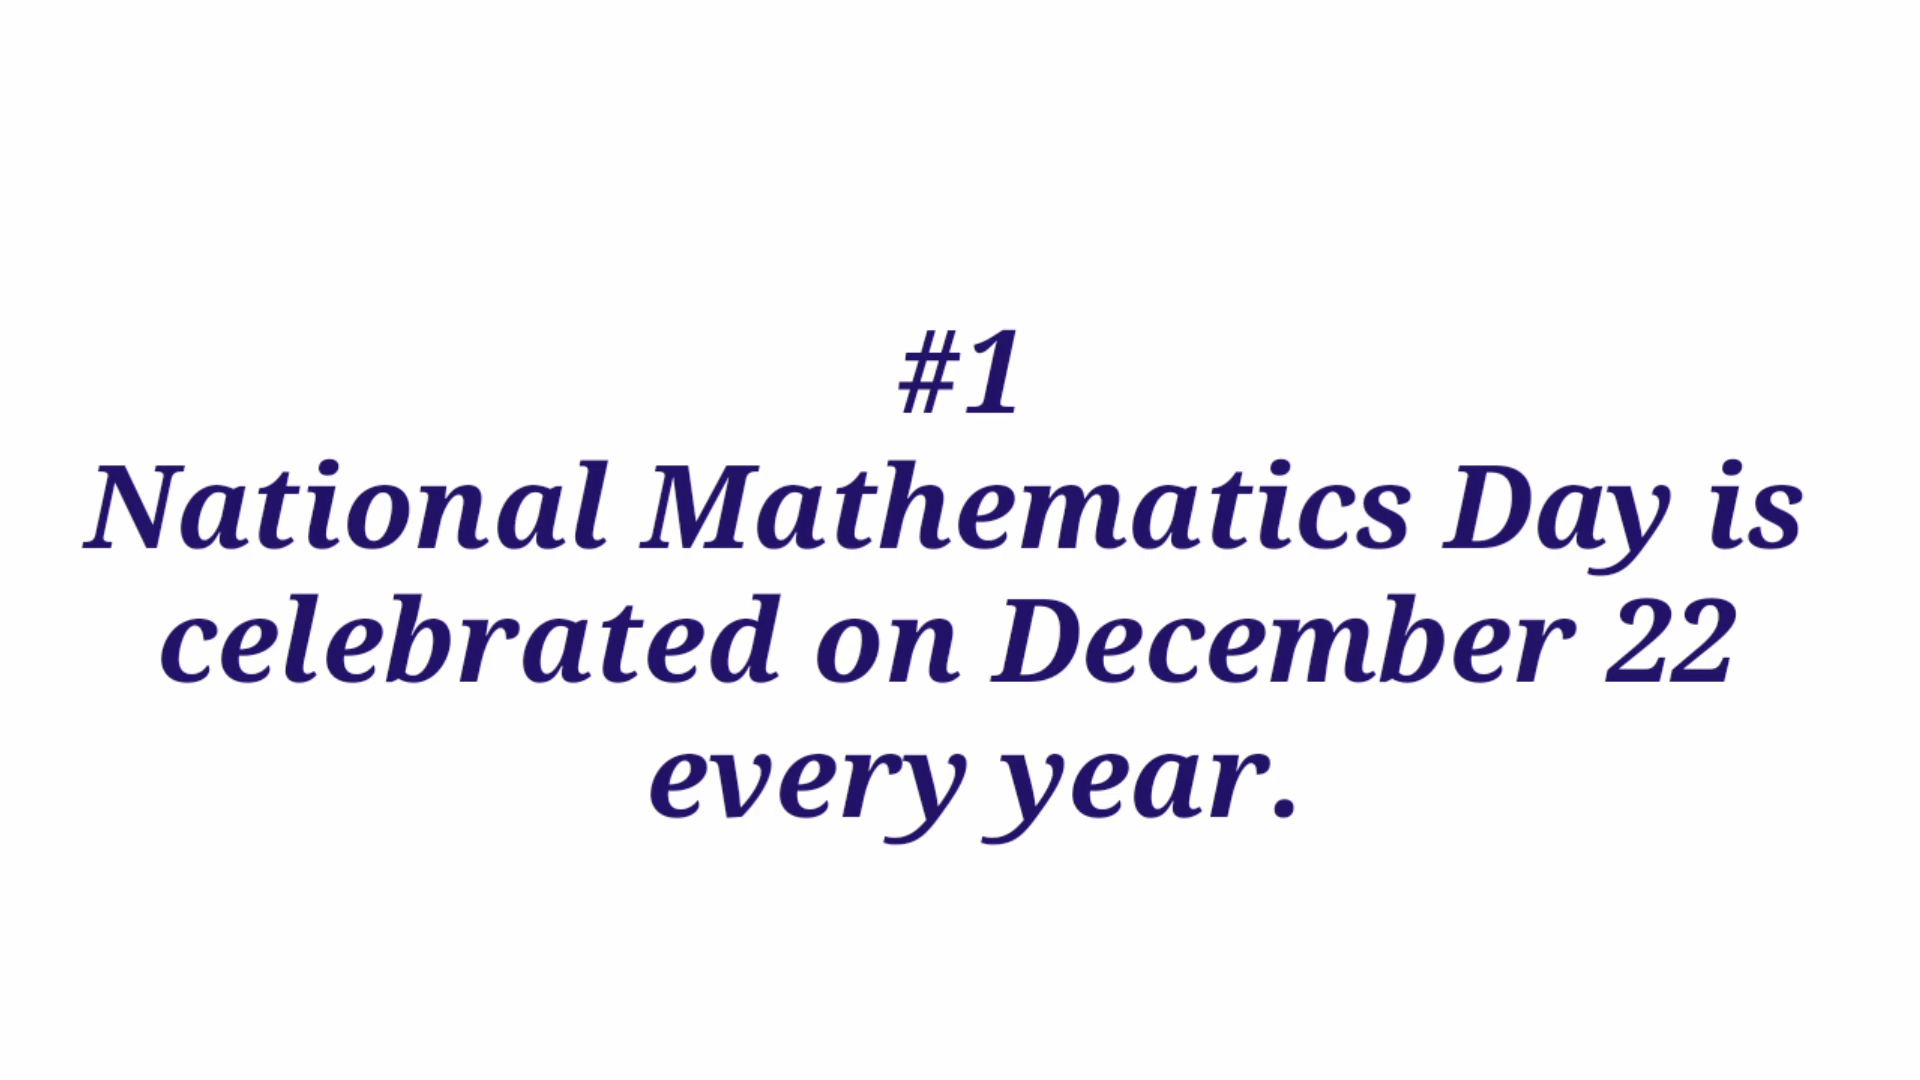 #1
National Mathematics Day is
celebrated on December 22
every year.